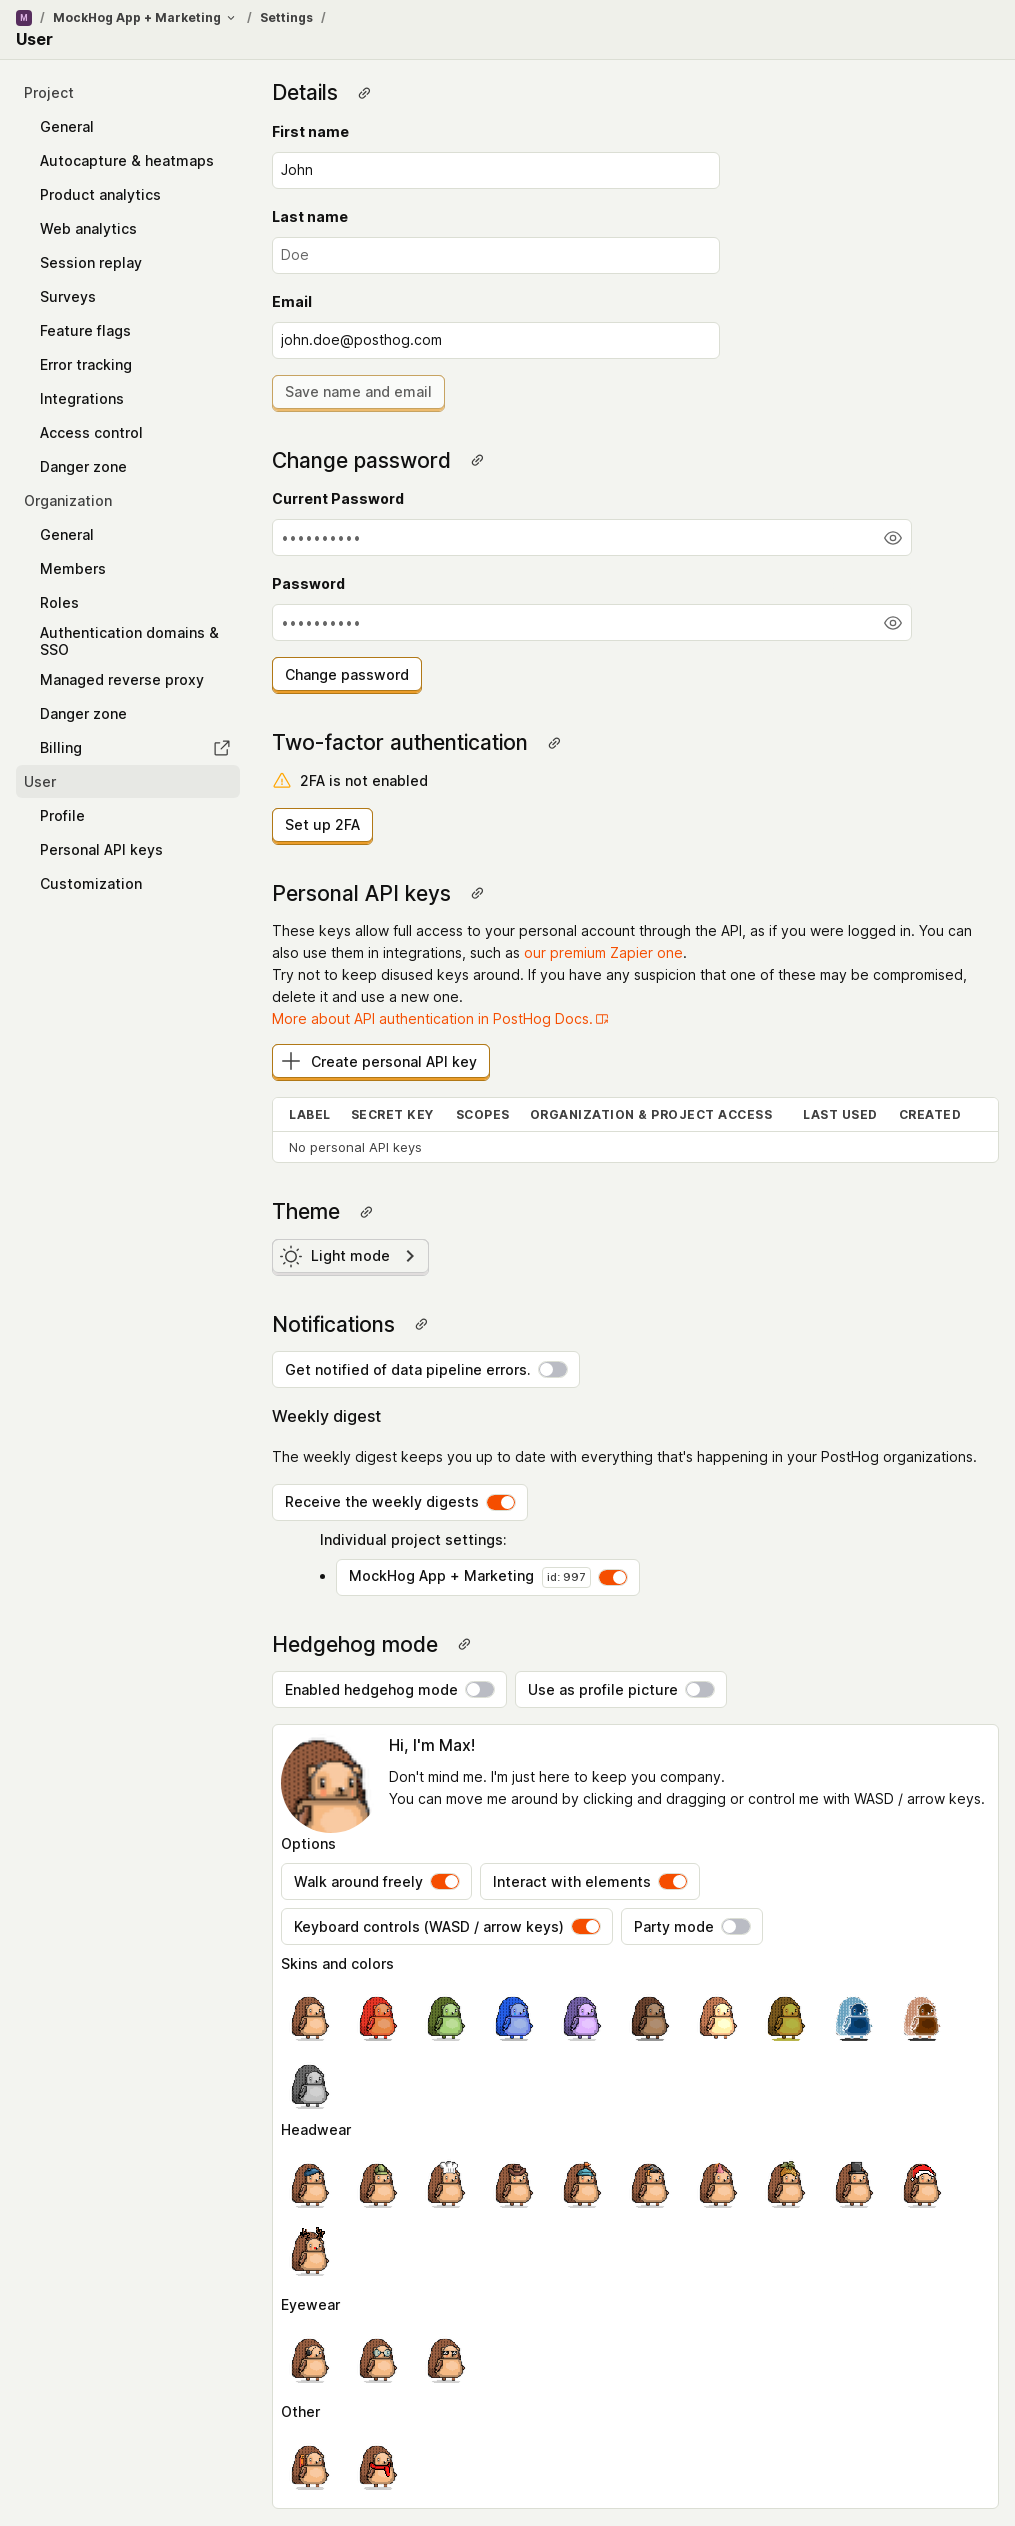 M / MockHog App + Marketing / Settings /
User
Project
General
Autocapture & heatmaps
Product analytics
Web analytics
Session replay
Surveys
Feature flags
Error tracking
Integrations
Access control
Danger zone
Organization
General
Members
Roles
Authentication domains &
SSO
Managed reverse proxy
Danger zone
Billing
User
Profile
Personal API keys
Customization
Details
First name
John
Last name
Doe
Email
john.doe@posthog.com
Save name and email
Change password
Current Password
••••••••••
Password
••••••••••
Change password
Two-factor authentication
2FA is not enabled
Set up 2FA
Personal API keys
These keys allow full access to your personal account through the API, as if you were logged in. You can
also use them in integrations, such as our premium Zapier one.
Try not to keep disused keys around. If you have any suspicion that one of these may be compromised,
delete it and use a new one.
More about API authentication in PostHog Docs.
Create personal API key
LABEL SECRET KEY SCOPES ORGANIZATION & PROJECT ACCESS LAST USED CREATED
No personal API keys
Theme
Light mode
Notifications
Get notified of data pipeline errors.
Weekly digest
The weekly digest keeps you up to date with everything that's happening in your PostHog organizations.
Receive the weekly digests
Individual project settings:
• MockHog App + Marketing id: 997
Hedgehog mode
Enabled hedgehog mode Use as profile picture
Hi, I'm Max!
Don't mind me. I'm just here to keep you company.
You can move me around by clicking and dragging or control me with WASD / arrow keys.
Options
Walk around freely Interact with elements
Keyboard controls (WASD / arrow keys) Party mode
Skins and colors
Headwear
Eyewear
Other